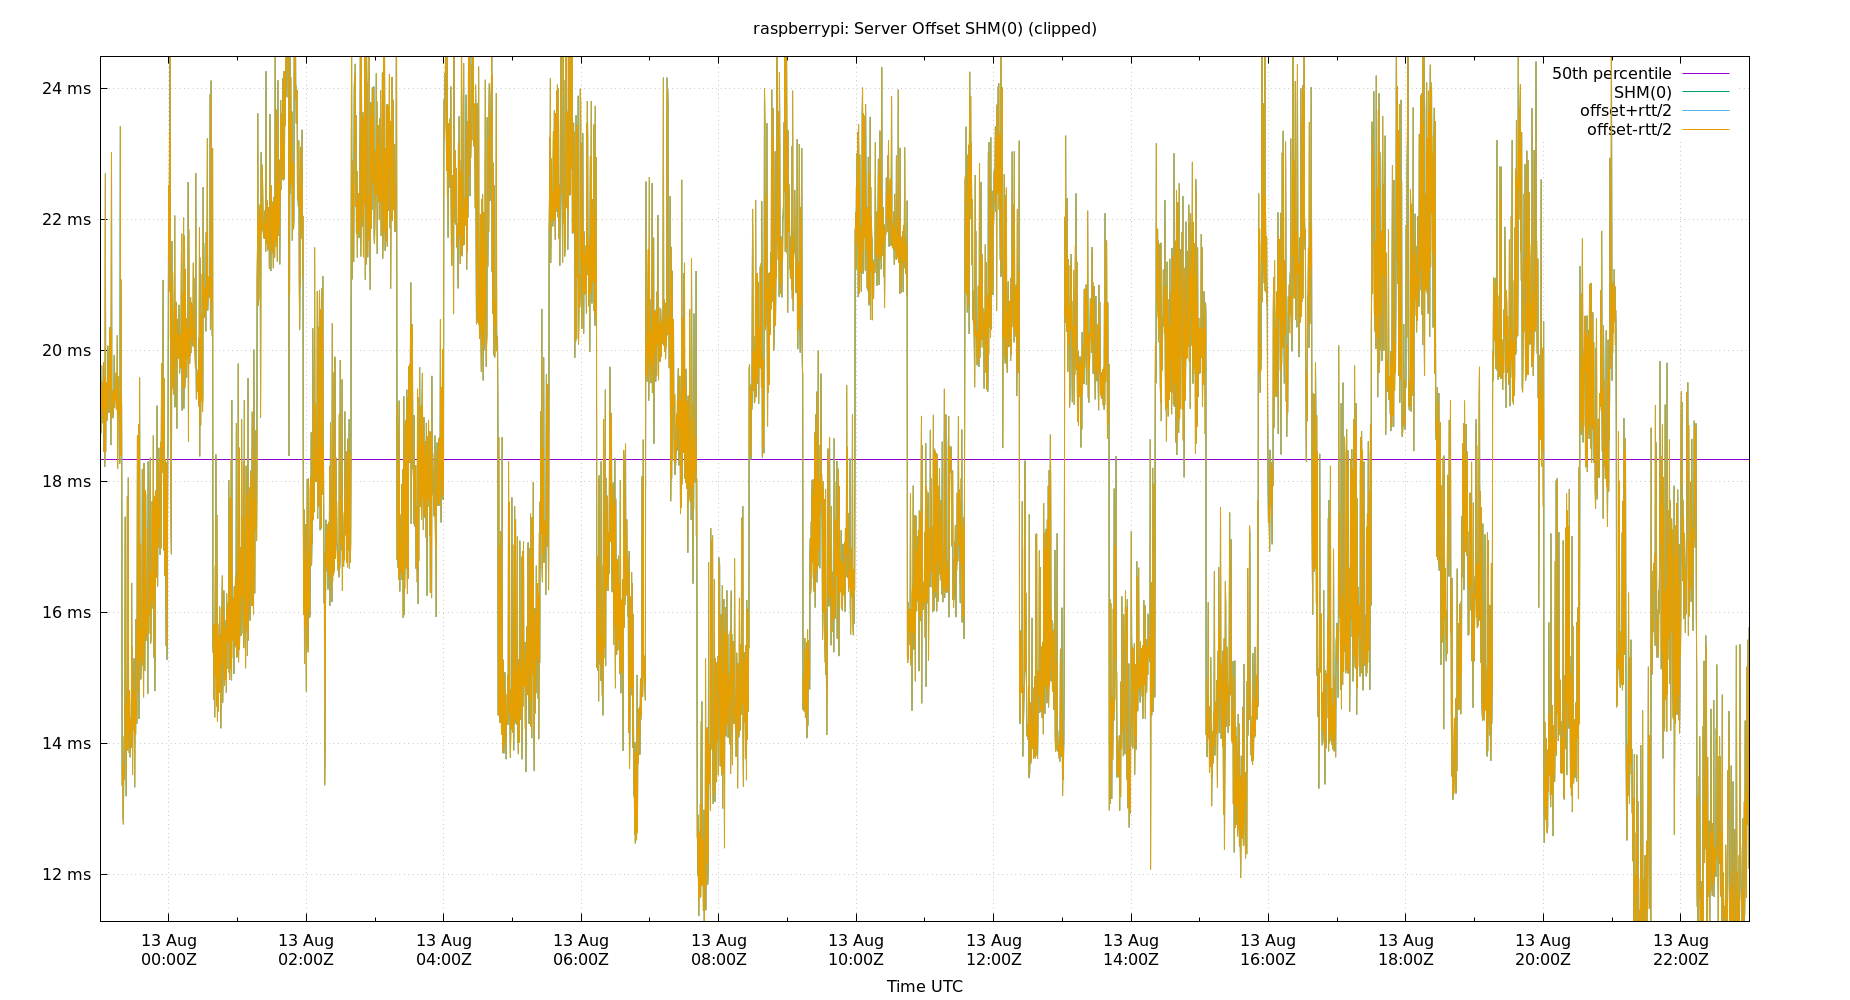 raspberrypi: Server Offset SHM(0) (clipped)
50th percentile
SHM(0)
offset+rtt/2
offset-rtt/2
24 ms
22 ms
20 ms
18 ms
16 ms
14 ms
12 ms
13 Aug 13 Aug 13 Aug 13 Aug 13 Aug 13 Aug 13 Aug 13 Aug 13 Aug 13 Aug 13 Aug 13 Aug
00:00Z 02:00Z 04:00Z 06:00Z 08:00Z 10:00Z 12:00Z 14:00Z 16:00Z 18:00Z 20:00Z 22:00Z
Time UTC